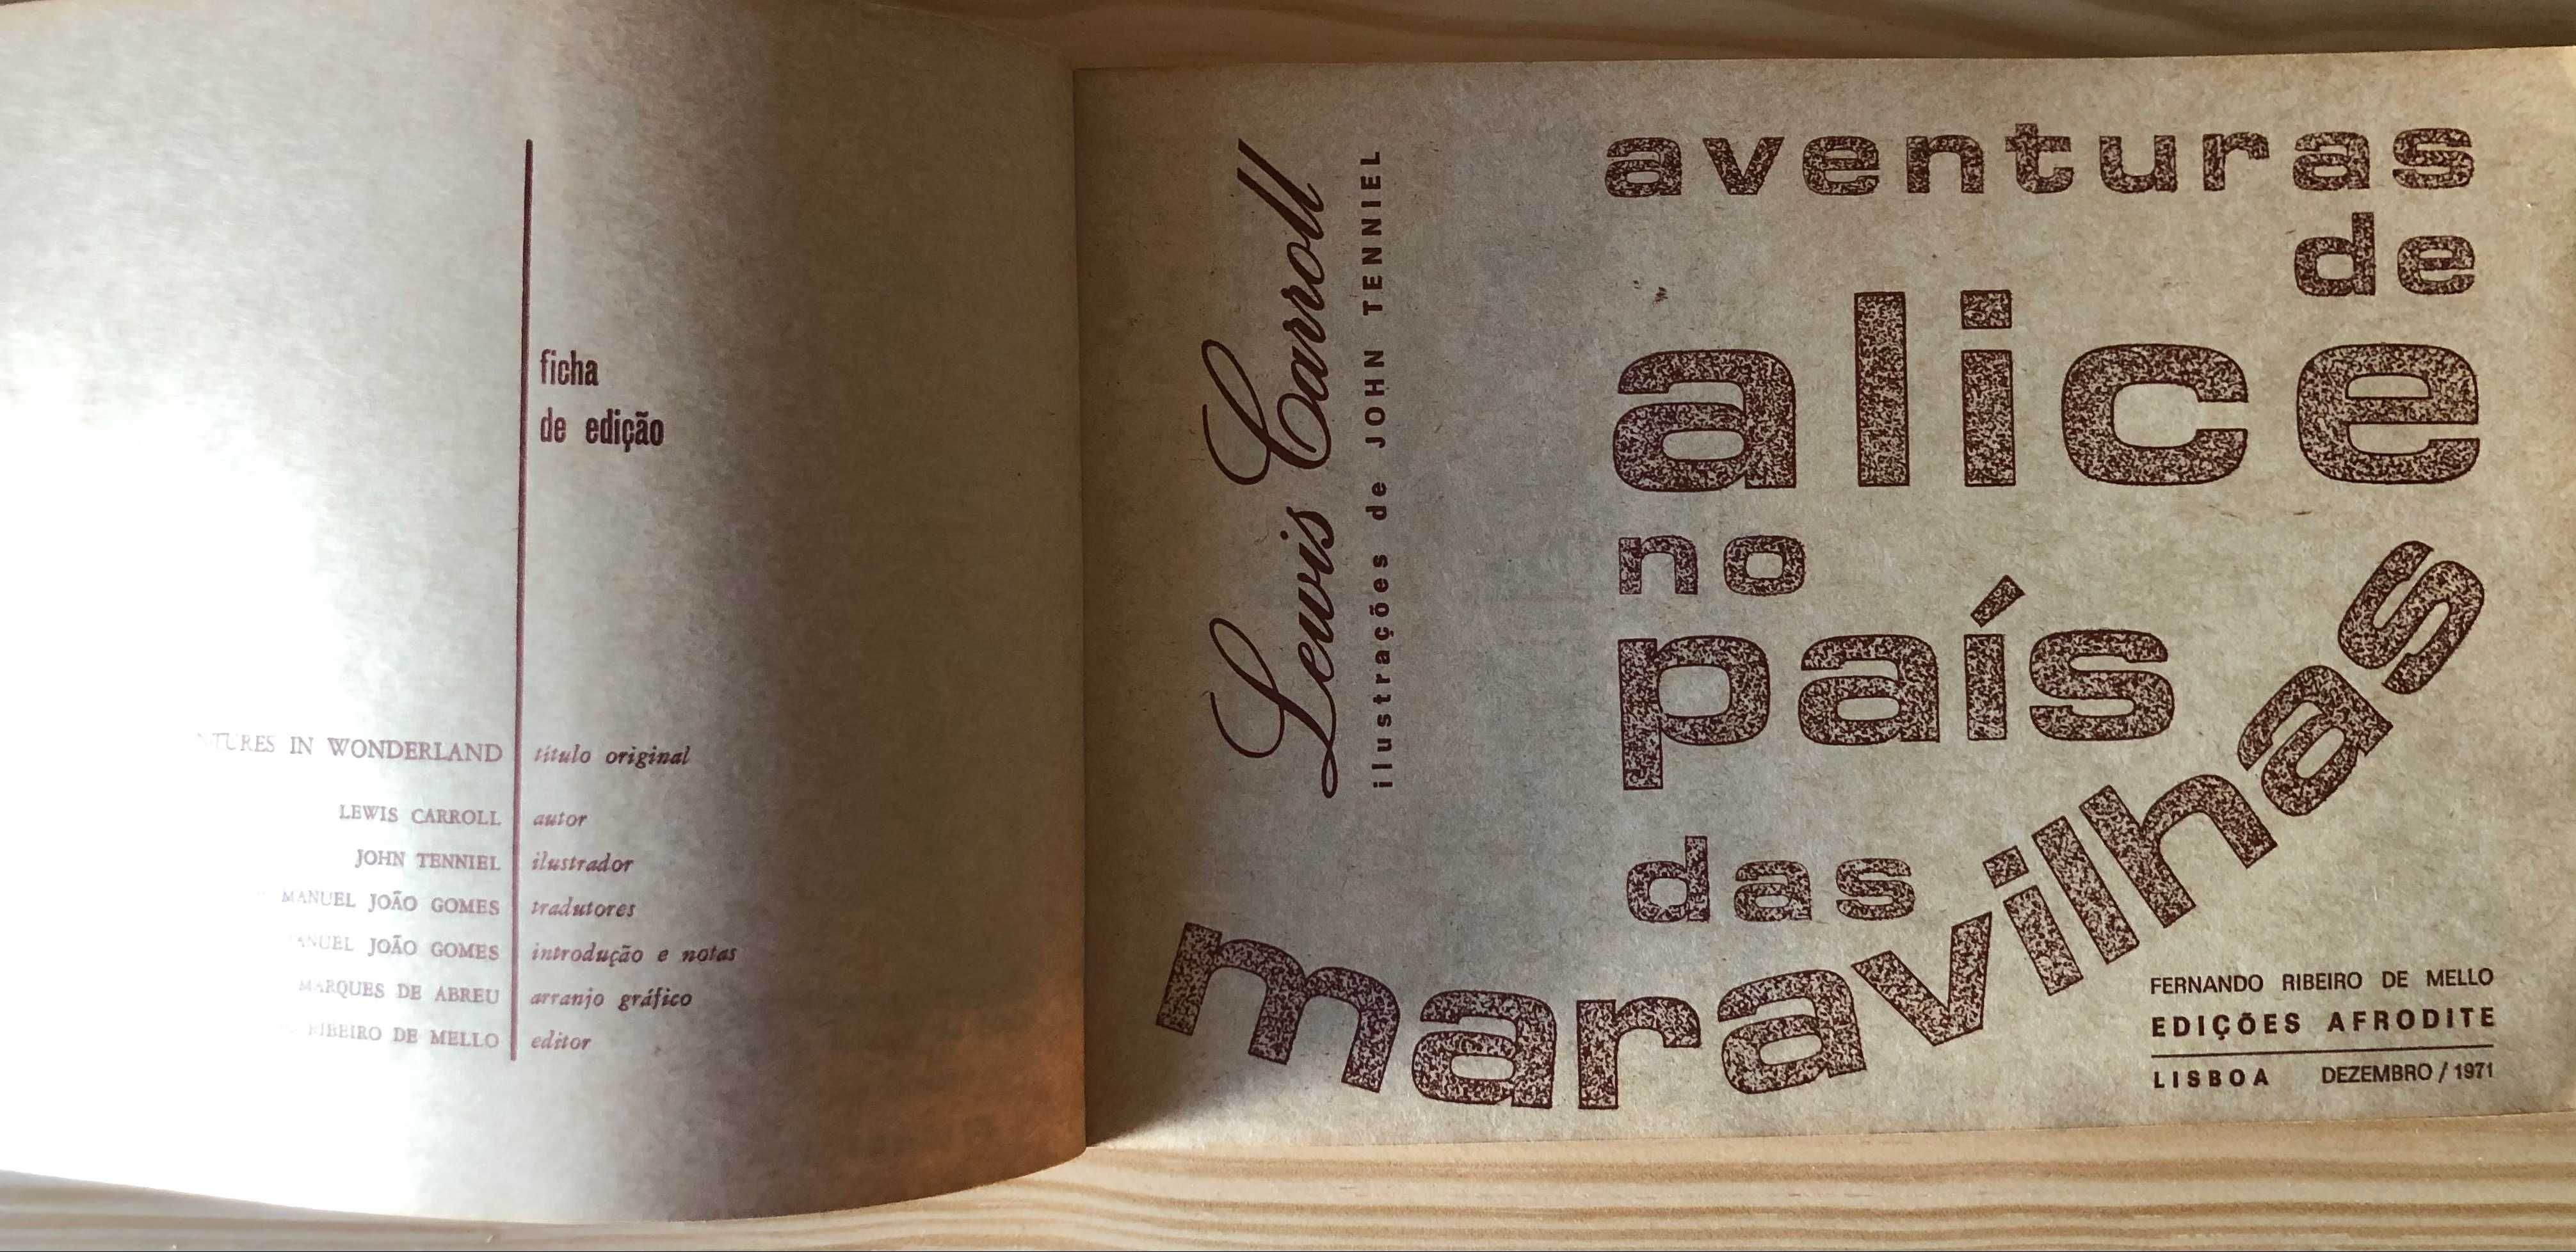 ficha
de edição
IN WONDERLAND título original
LEWIS CARROLL autor
JOHN TENNIEL ilustrador
MANUEL JOÃO GOMES tradutores
JOÃO GOMES introdução e notas
MARQUES DE ABREU arranjo gráfico
RIBEIRO DE MELLO editor
Lewis Carroll
ilustrações de JOHN TENNIEL
aventuras
de
alice
no
país
das
maravilhas
FERNANDO RIBEIRO DE MELLO
EDIÇÕES AFRODITE
LISBOA DEZEMBRO / 1971